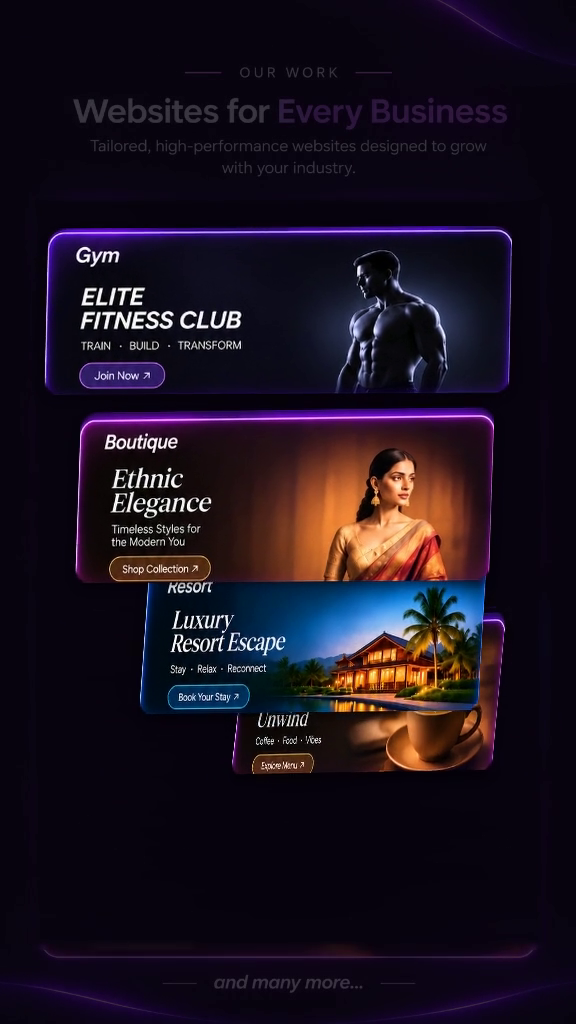 OUR WORK
Websites for Every Business
Tailored, high-performance websites designed to grow
with your industry.
Gym
ELITE
FITNESS CLUB
TRAIN · BUILD · TRANSFORM
Join Now ↗
Boutique
Ethnic
Elegance
Timeless Styles for
the Modern You
Shop Collection ↗
Resort
Luxury
Resort Escape
Stay · Relax · Reconnect
Book Your Stay ↗
Unwind
Coffee · Food · Vibes
Explore Menu ↗
and many more...